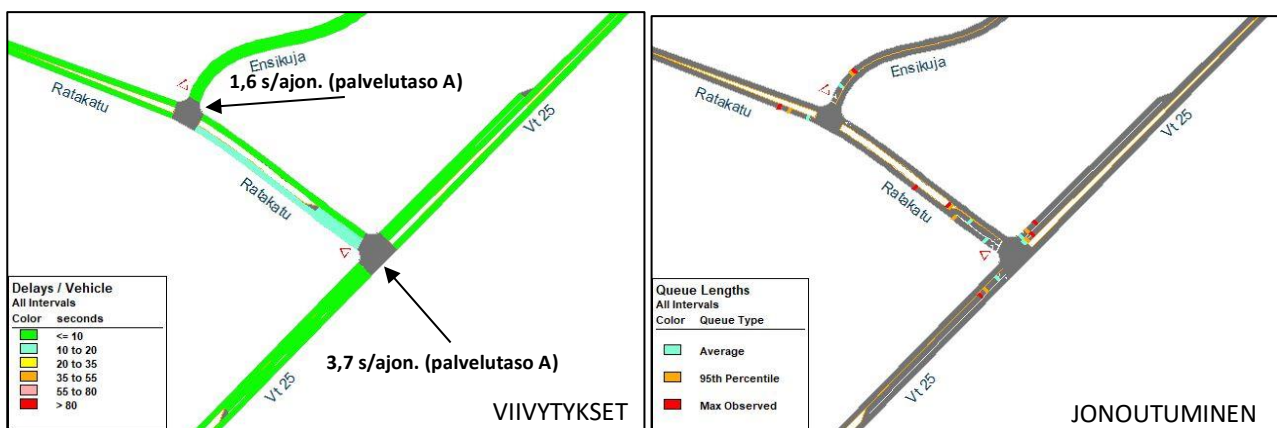 Ensikuja
1,6 s/ajon. (palvelutaso A)
Ratakatu
Vt 25
Ratakatu
3,7 s/ajon. (palvelutaso A)
Vt 25
Delays / Vehicle
All Intervals
Color seconds
<= 10
10 to 20
20 to 35
35 to 55
55 to 80
> 80
VIIVYTYKSET
Ensikuja
Ratakatu
Vt 25
Ratakatu
Vt 25
Queue Lengths
All Intervals
Color Queue Type
Average
95th Percentile
Max Observed
JONOUTUMINEN